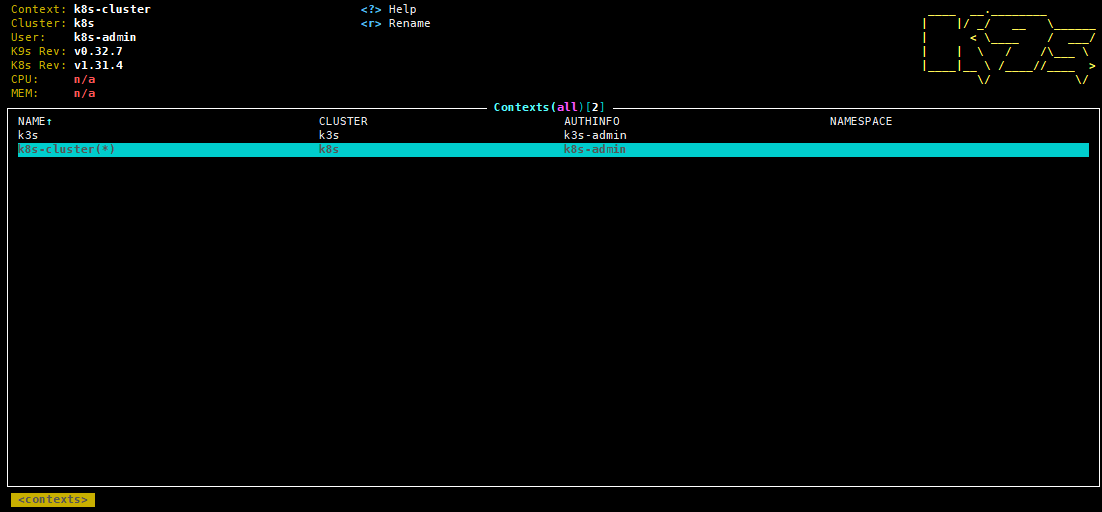 Context: k8s-cluster <?> Help
Cluster: k8s <r> Rename
User: k8s-admin
K9s Rev: v0.32.7
K8s Rev: v1.31.4
CPU: n/a
MEM: n/a
Contexts(all)[2]
NAME↑ CLUSTER AUTHINFO NAMESPACE
k3s k3s k3s-admin
k8s-cluster(*) k8s k8s-admin
<contexts>